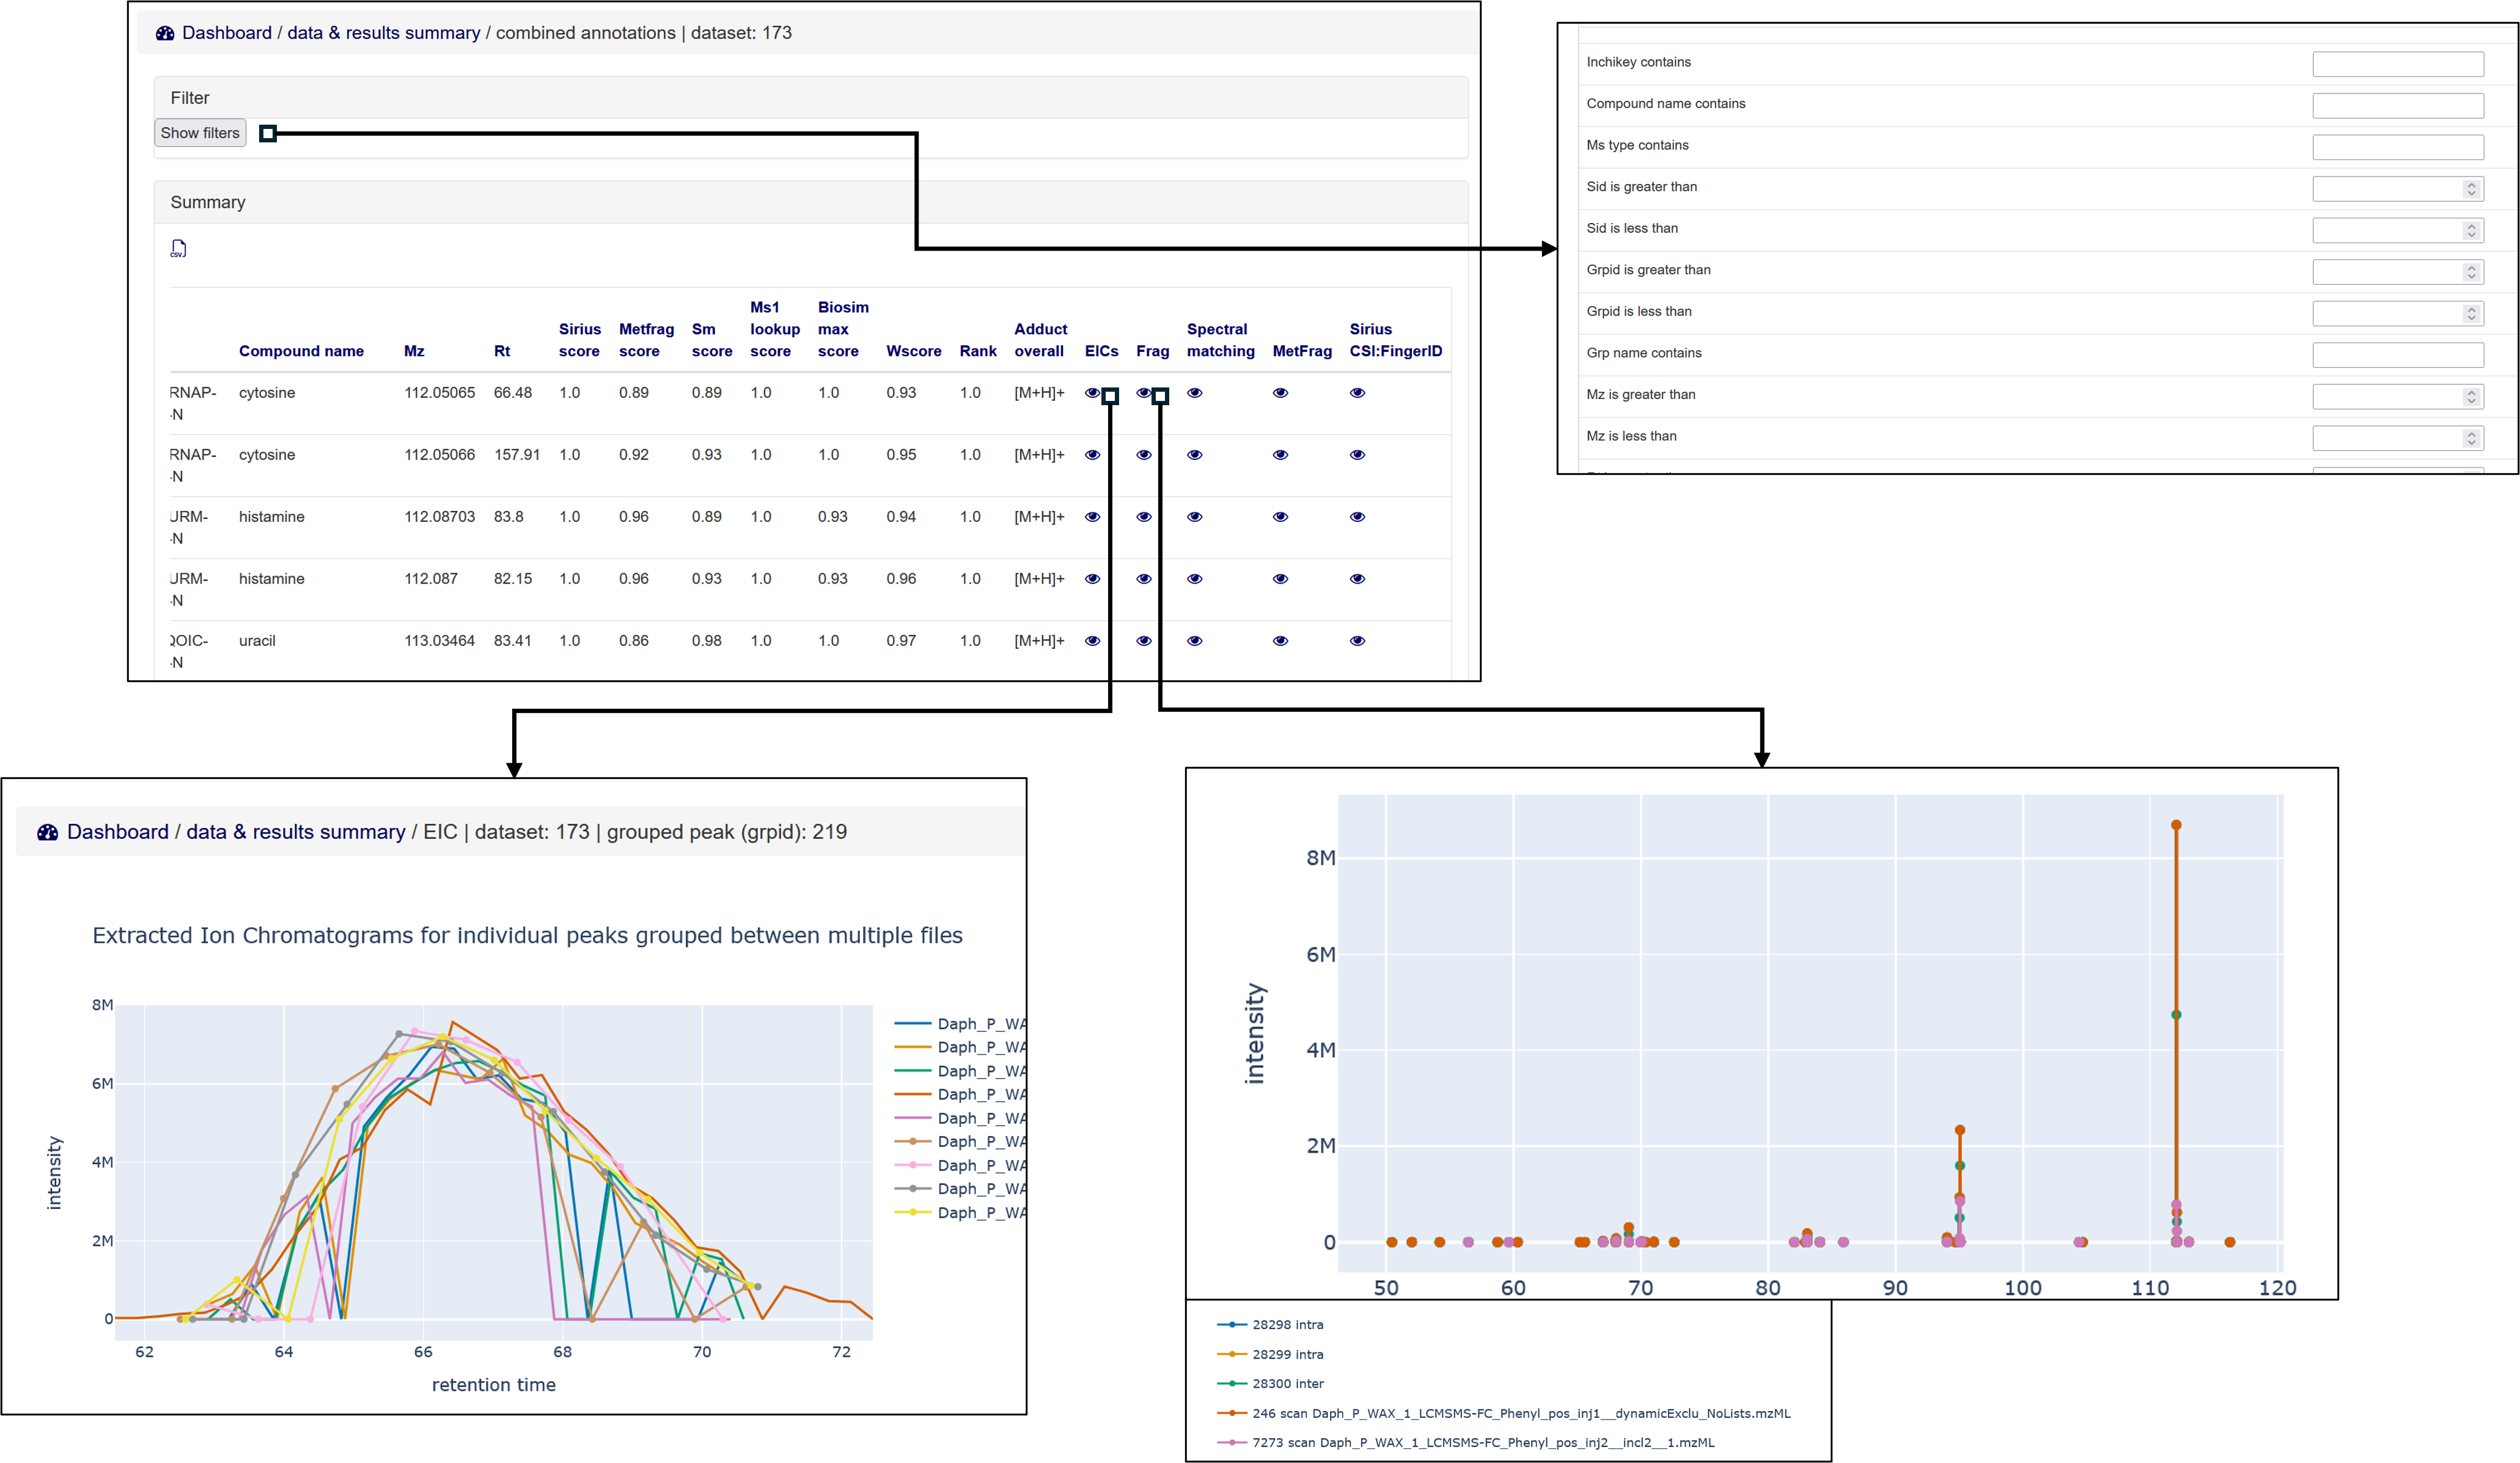 Dashboard / data & results summary / combined annotations | dataset: 173
Filter
Show filters
Summary
CSV
Compound name Mz Rt Sirius score Metfrag score Sm score Ms1 lookup score Biosim max score Wscore Rank Adduct overall EICs Frag Spectral matching MetFrag Sirius CSI:FingerID
RNAP- cytosine 112.05065 66.48 1.0 0.89 0.89 1.0 1.0 0.93 1.0 [M+H]+
-N
RNAP- cytosine 112.05066 157.91 1.0 0.92 0.93 1.0 1.0 0.95 1.0 [M+H]+
-N
URM- histamine 112.08703 83.8 1.0 0.96 0.89 1.0 0.93 0.94 1.0 [M+H]+
-N
URM- histamine 112.087 82.15 1.0 0.96 0.93 1.0 0.93 0.96 1.0 [M+H]+
-N
QOIC- uracil 113.03464 83.41 1.0 0.86 0.98 1.0 1.0 0.97 1.0 [M+H]+
-N
Inchikey contains
Compound name contains
Ms type contains
Sid is greater than
Sid is less than
Grpid is greater than
Grpid is less than
Grp name contains
Mz is greater than
Mz is less than
Dashboard / data & results summary / EIC | dataset: 173 | grouped peak (grpid): 219
Extracted Ion Chromatograms for individual peaks grouped between multiple files
8M
6M
4M
2M
0
intensity
62 64 66 68 70 72
retention time
Daph_P_WA
Daph_P_WA
Daph_P_WA
Daph_P_WA
Daph_P_WA
Daph_P_WA
Daph_P_WA
Daph_P_WA
Daph_P_WA
8M
6M
4M
2M
0
intensity
50 60 70 80 90 100 110 120
28298 intra
28299 intra
28300 inter
246 scan Daph_P_WAX_1_LCMSMS-FC_Phenyl_pos_inj1__dynamicExclu_NoLists.mzML
7273 scan Daph_P_WAX_1_LCMSMS-FC_Phenyl_pos_inj2__incl2__1.mzML